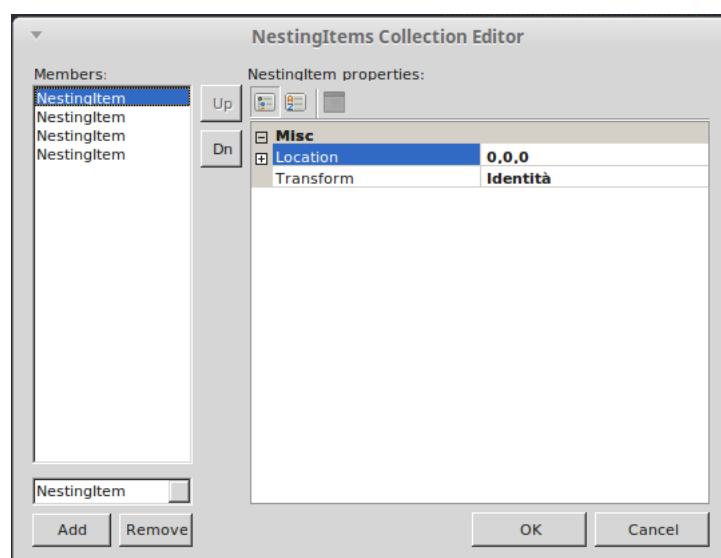 NestingItems Collection Editor
Members:
NestingItem
NestingItem
NestingItem
NestingItem
NestingItem
Add
Remove
Up
Dn
NestingItem properties:
Misc
Location 0,0,0
Transform Identità
OK
Cancel